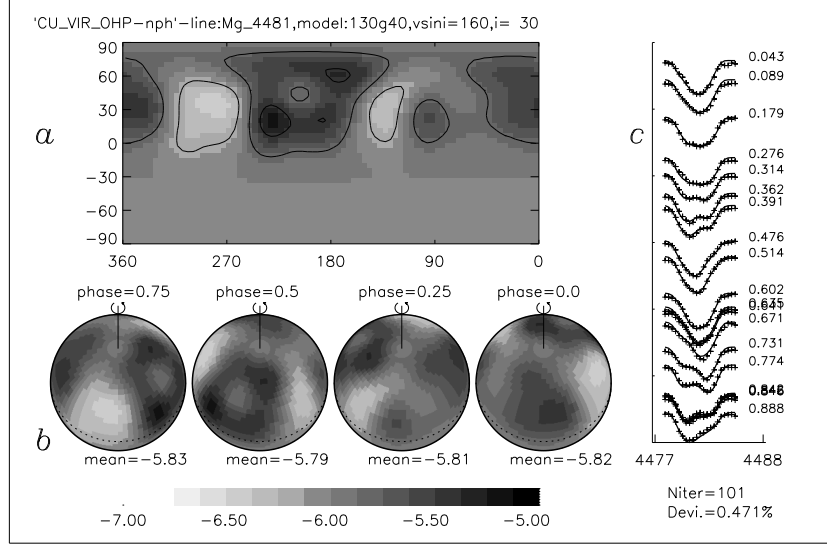 'CU_VIR_OHP-nph'-line:Mg_4481,model:130g40,vsini=160,i= 30
90
60
30
0
-30
-60
-90
360 270 180 90 0
a
c
0.043
0.089
0.179
0.276
0.314
0.362
0.391
0.476
0.514
0.602
0.671
0.731
0.774
0.888
4477 4488
Niter=101
Devi.=0.471%
phase=0.75 phase=0.5 phase=0.25 phase=0.0
b
mean=-5.83 mean=-5.79 mean=-5.81 mean=-5.82
-7.00 -6.50 -6.00 -5.50 -5.00